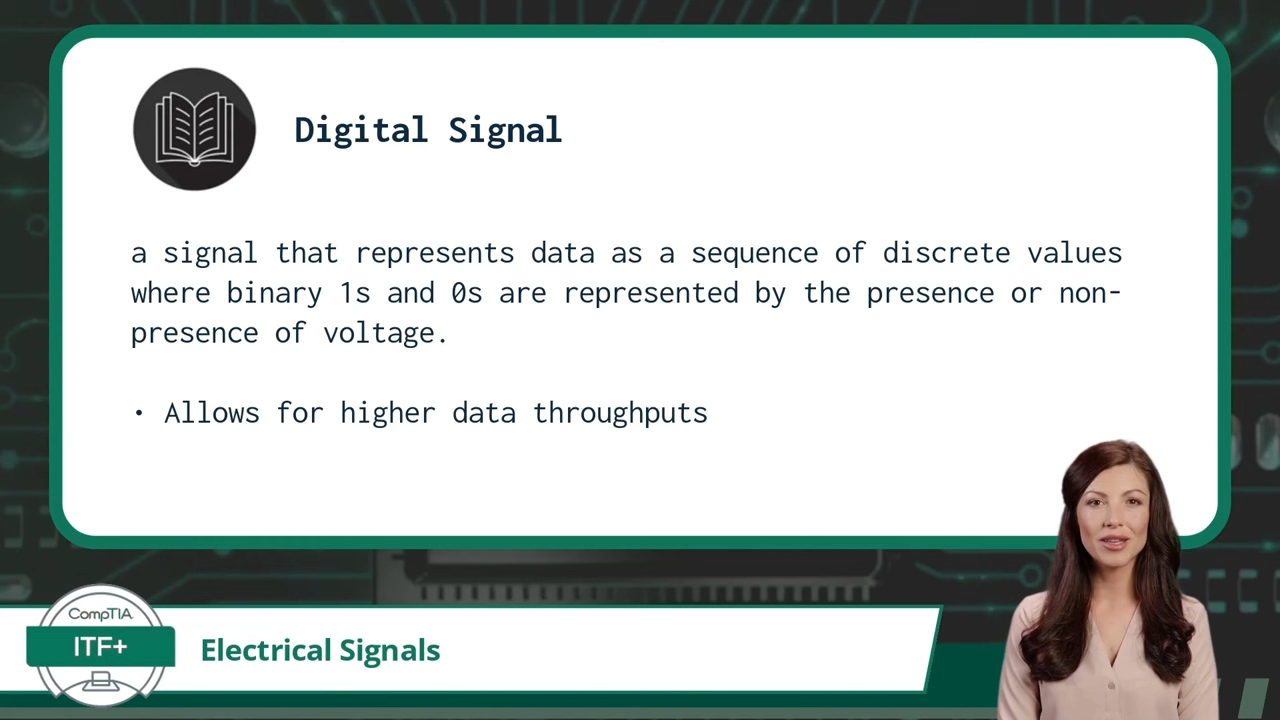 Digital Signal
a signal that represents data as a sequence of discrete values
where binary 1s and 0s are represented by the presence or non-
presence of voltage.
• Allows for higher data throughputs
CompTIA
ITF+
Electrical Signals